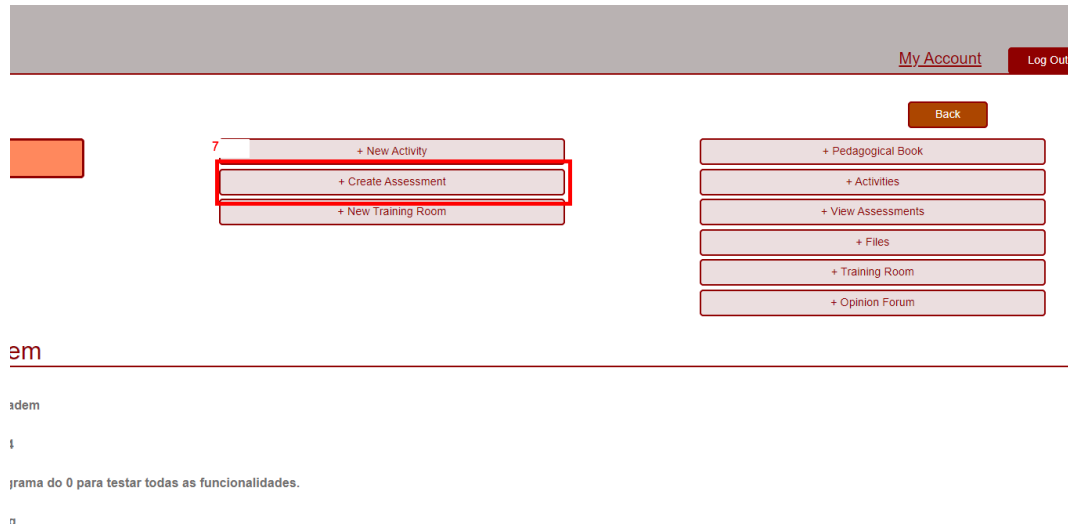 My Account
Log Out
Back
7
+ New Activity
+ Create Assessment
+ New Training Room
+ Pedagogical Book
+ Activities
+ View Assessments
+ Files
+ Training Room
+ Opinion Forum
em
adem
grama do 0 para testar todas as funcionalidades.